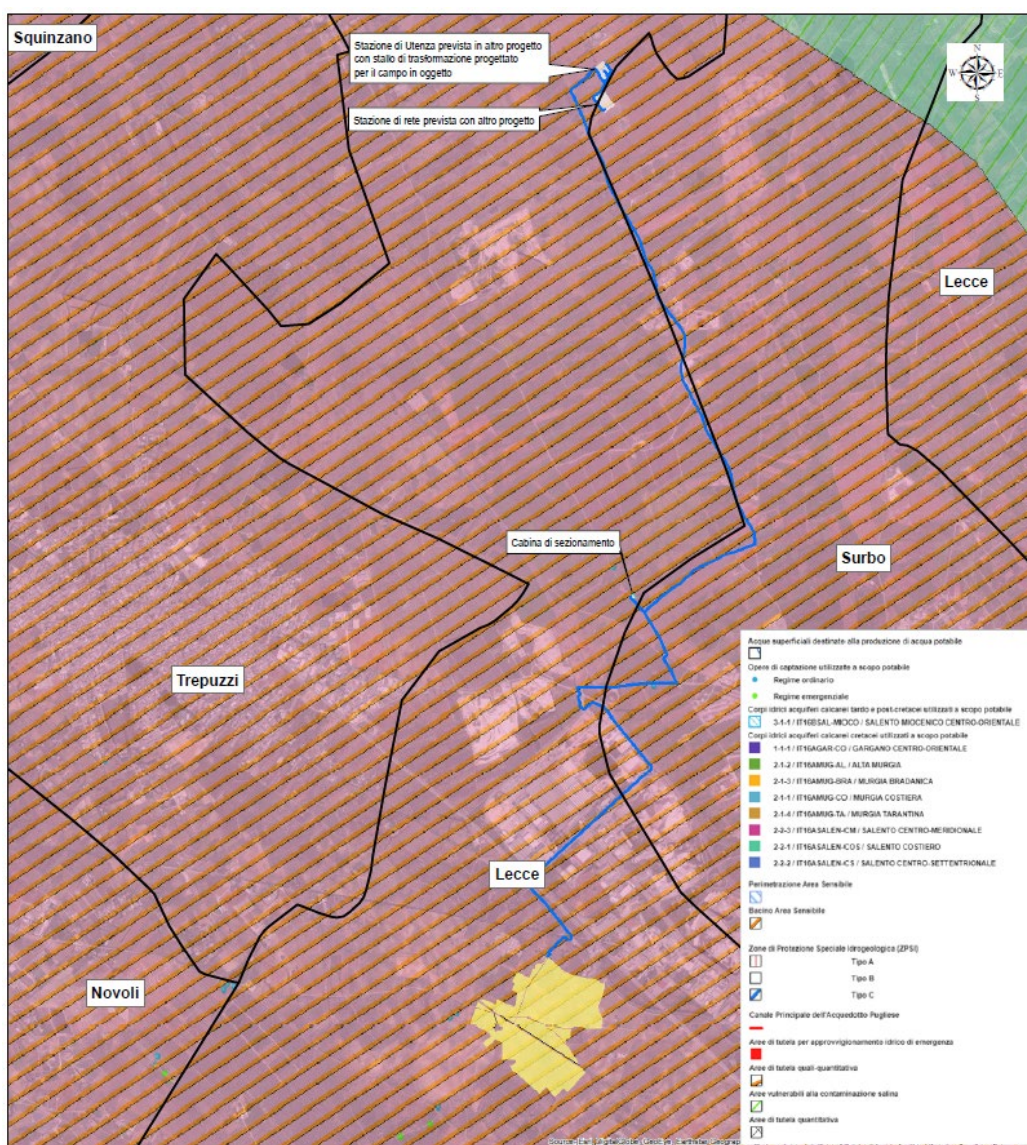 Squinzano
Stazione di Utenza prevista in altro progetto
con stallo di trasformazione progettato
per il campo in oggetto
Stazione di rete prevista con altro progetto
N
W E
S
Lecce
Cabina di sezionamento
Surbo
Trepuzzi
Lecce
Novoli
Acque superficiali destinate alla produzione di acqua potabile
Opere di captazione utilizzate a scopo potabile
Regime ordinario
Regime emergenziale
Corpi idrici acquiferi calcarei tardo e post-cretacei utilizzati a scopo potabile
3-1-1 / IT16BSAL-MIOCO / SALENTO MIOCENICO CENTRO-ORIENTALE
Corpi idrici acquiferi calcarei cretacei utilizzati a scopo potabile
1-1-1 / IT16AGAR-CO / GARGANO CENTRO-ORIENTALE
2-1-2 / IT16AMUG-AL / ALTA MURGIA
2-1-3 / IT16AMUG-BRA / MURGIA BRADANICA
2-1-1 / IT16AMUG-CO / MURGIA COSTIERA
2-1-4 / IT16AMUG-TA / MURGIA TARANTINA
2-2-3 / IT16ASALEN-CM / SALENTO CENTRO-MERIDIONALE
2-2-1 / IT16ASALEN-COS / SALENTO COSTIERO
2-2-2 / IT16ASALEN-CS / SALENTO CENTRO-SETTENTRIONALE
Perimetrazione Area Sensibile
Bacino Area Sensibile
Zone di Protezione Speciale Idrogeologica (ZPSI)
Tipo A
Tipo B
Tipo C
Canale Principale dell'Acquedotto Pugliese
Aree di tutela per approvvigionamento idrico di emergenza
Aree di tutela quali-quantitativa
Aree vulnerabili alla contaminazione salina
Aree di tutela quantitativa
Source: Esri, DigitalGlobe, GeoEye, Earthstar Geograp